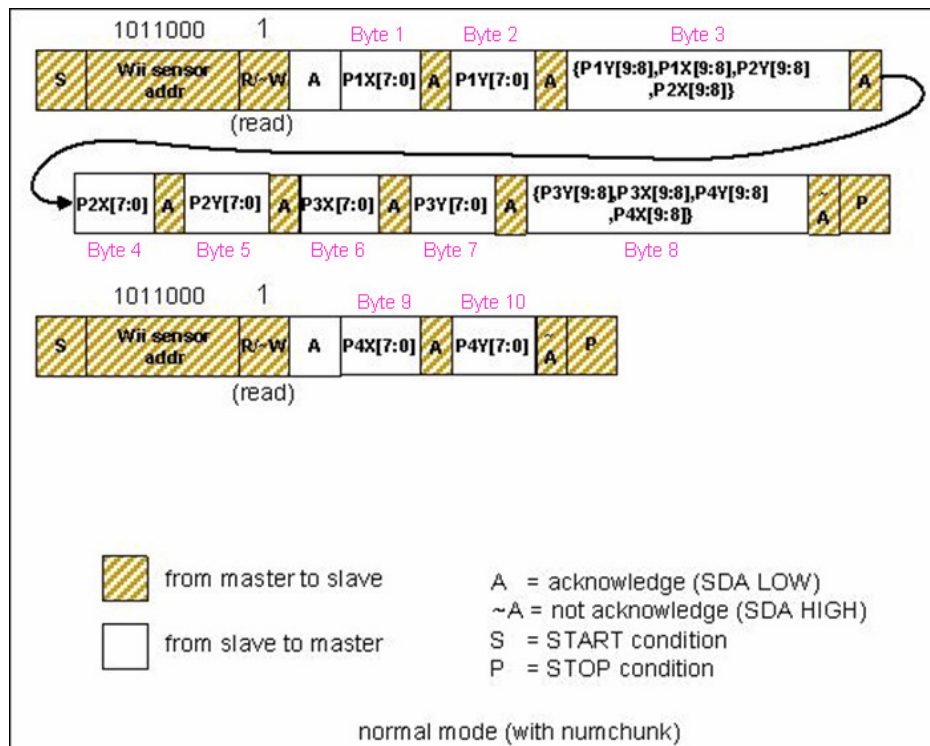 1011000 1 Byte 1 Byte 2 Byte 3
S Wii sensor addr R/~W A P1X[7:0] A P1Y[7:0] A {P1Y[9:8],P1X[9:8],P2Y[9:8] ,P2X[9:8]} A
(read)
P2X[7:0] A P2Y[7:0] A P3X[7:0] A P3Y[7:0] A {P3Y[9:8],P3X[9:8],P4Y[9:8] ,P4X[9:8]} ~A P
Byte 4 Byte 5 Byte 6 Byte 7 Byte 8
1011000 1 Byte 9 Byte 10
S Wii sensor addr R/~W A P4X[7:0] A P4Y[7:0] ~A P
(read)
from master to slave
from slave to master
A = acknowledge (SDA LOW)
~A = not acknowledge (SDA HIGH)
S = START condition
P = STOP condition
normal mode (with numchunk)